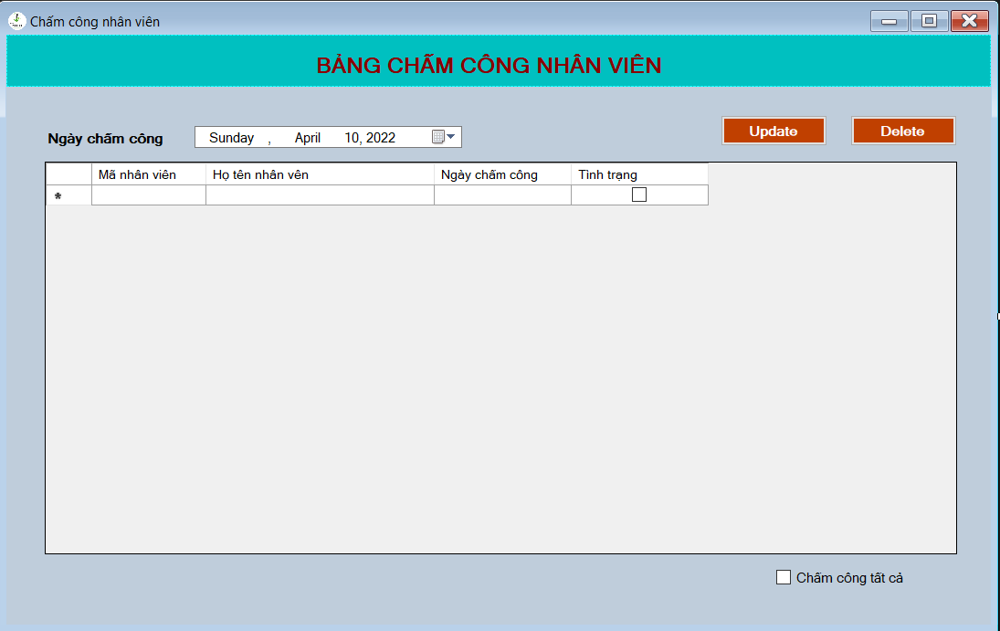 Chấm công nhân viên
BẢNG CHẤM CÔNG NHÂN VIÊN
Ngày chấm công Sunday , April 10, 2022 Update Delete
Mã nhân viên Họ tên nhân vên Ngày chấm công Tình trạng
*
Chấm công tất cả